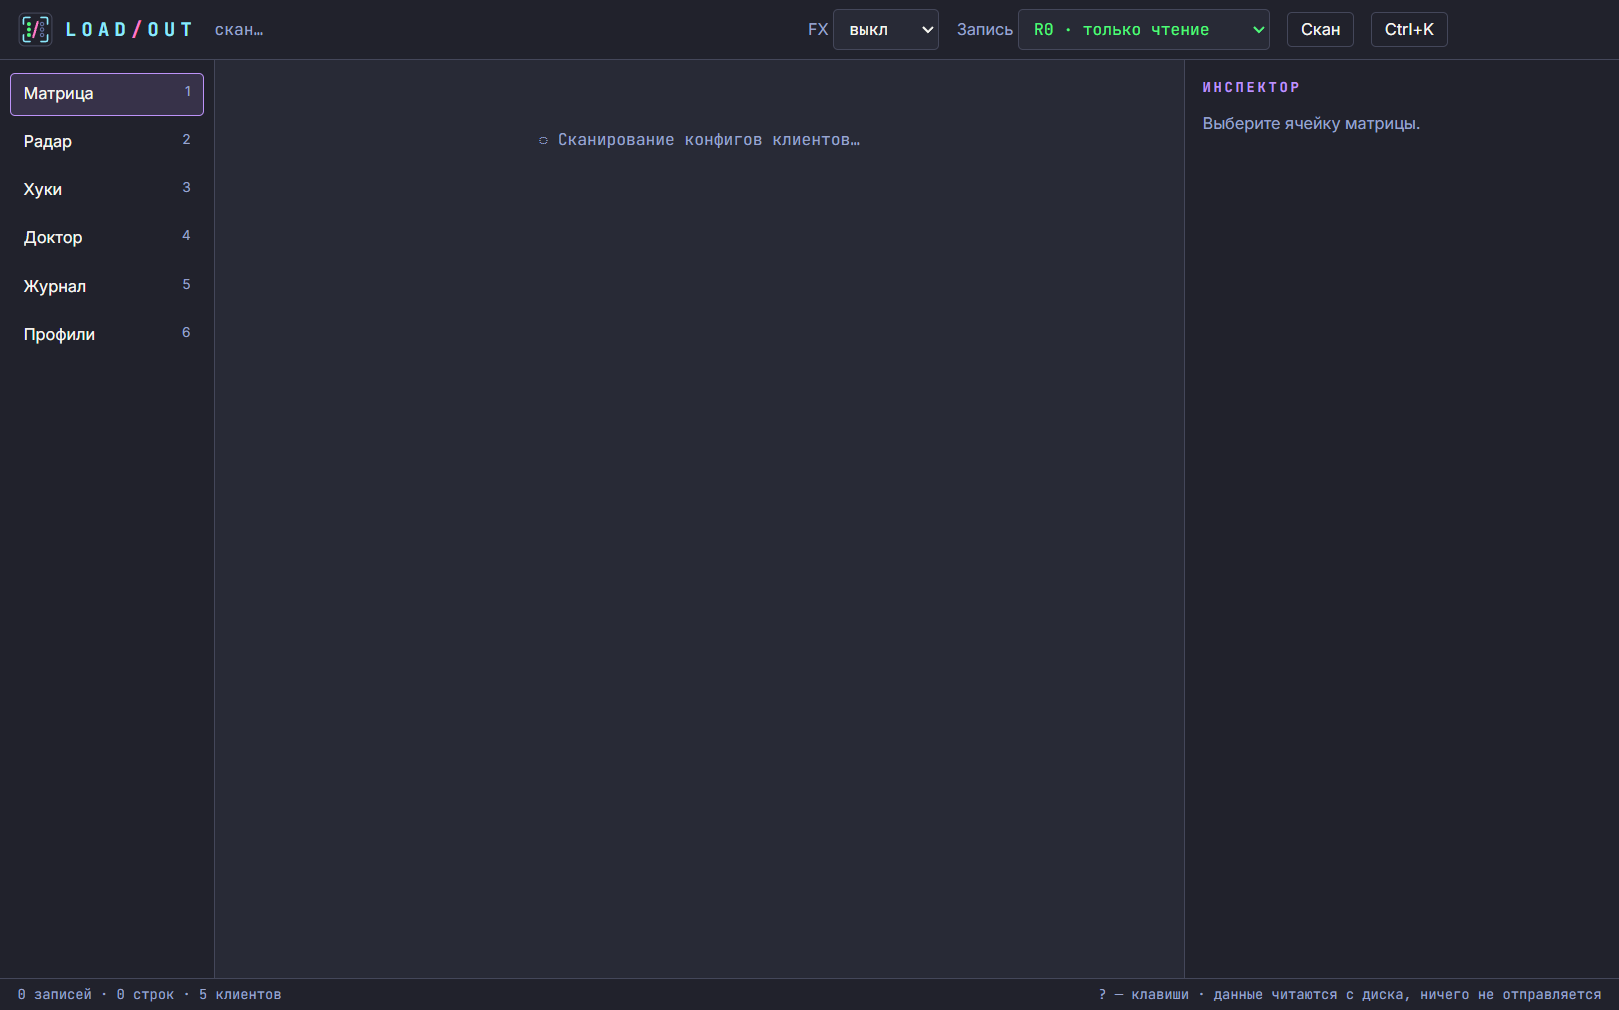 LOAD/OUT скан… FX выкл Запись R0 · только чтение Скан Ctrl+K
Матрица 1
Радар 2
Хуки 3
Доктор 4
Журнал 5
Профили 6
Сканирование конфигов клиентов…
ИНСПЕКТОР
Выберите ячейку матрицы.
0 записей · 0 строк · 5 клиентов
? — клавиши · данные читаются с диска, ничего не отправляется